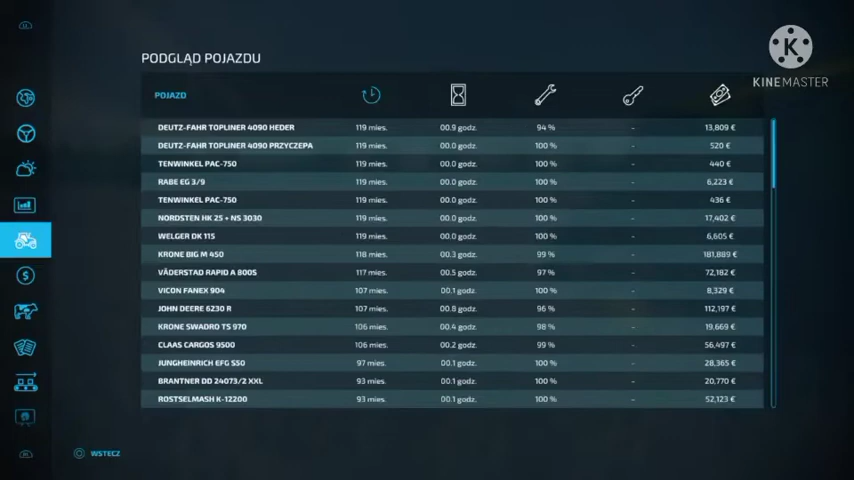 PODGLĄD POJAZDU
K
KINEMASTER
POJAZD
DEUTZ-FAHR TOPLINER 4090 HEDER 119 mies. 00.9 godz. 94 % - 13,809 €
DEUTZ-FAHR TOPLINER 4090 PRZYCZEPA 119 mies. 00.0 godz. 100 % - 520 €
TENWINKEL PAC-750 119 mies. 00.0 godz. 100 % - 440 €
RABE EG 3/9 119 mies. 00.0 godz. 100 % - 6,223 €
TENWINKEL PAC-750 119 mies. 00.0 godz. 100 % - 436 €
NORDSTEN HK 25 + NS 3030 119 mies. 00.0 godz. 100 % - 17,402 €
WELGER DK 115 119 mies. 00.0 godz. 100 % - 6,605 €
KRONE BIG M 450 118 mies. 00.3 godz. 99 % - 181,889 €
VÄDERSTAD RAPID A 800S 117 mies. 00.5 godz. 97 % - 72,182 €
VICON FANEX 904 107 mies. 00.1 godz. 100 % - 8,329 €
JOHN DEERE 6230 R 107 mies. 00.8 godz. 96 % - 112,197 €
KRONE SWADRO TS 970 106 mies. 00.4 godz. 98 % - 19,669 €
CLAAS CARGOS 9500 106 mies. 00.2 godz. 99 % - 56,497 €
JUNGHEINRICH EFG S50 97 mies. 00.1 godz. 100 % - 28,365 €
BRANTNER DD 24073/2 XXL 93 mies. 00.1 godz. 100 % - 20,770 €
ROSTSELMASH K-12200 93 mies. 00.1 godz. 100 % - 52,123 €
WSTECZ